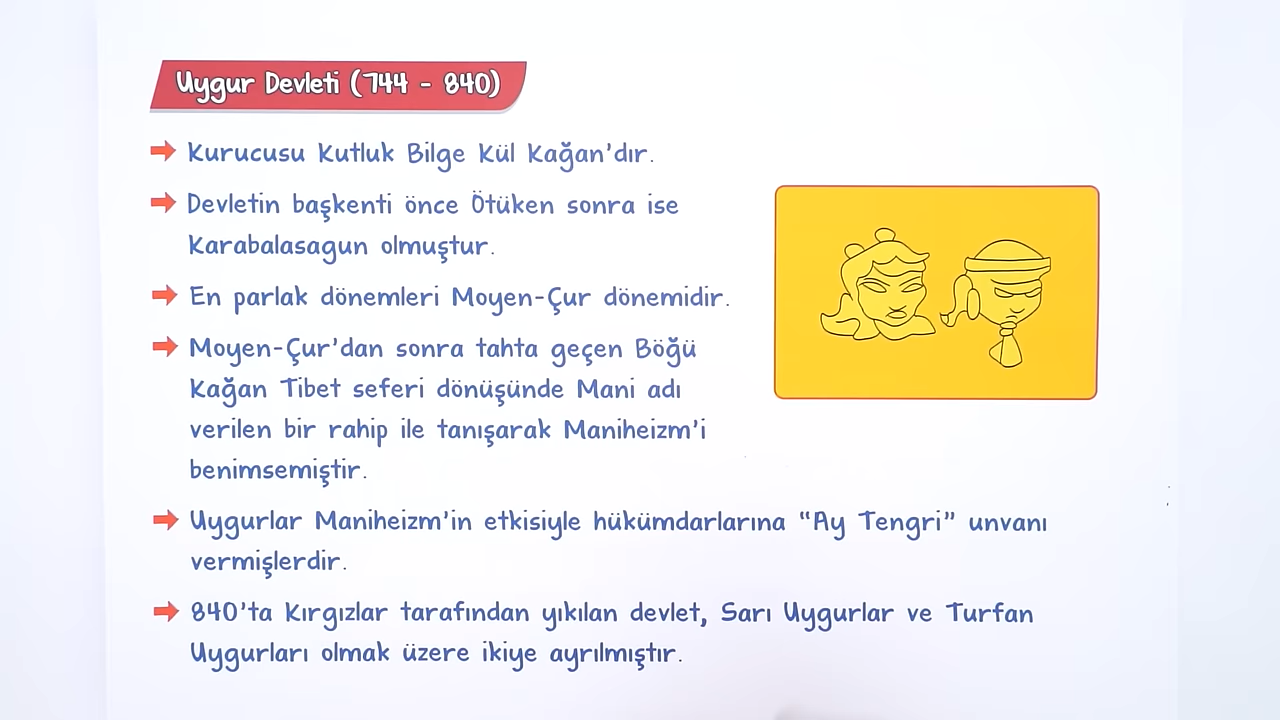 Uygur Devleti (744 - 840)
Kurucusu Kutluk Bilge Kül Kağan'dır.
Devletin başkenti önce Ötüken sonra ise
Karabalasagun olmuştur.
En parlak dönemleri Moyen-Çur dönemidir.
Moyen-Çur'dan sonra tahta geçen Böğü
Kağan Tibet seferi dönüşünde Mani adı
verilen bir rahip ile tanışarak Maniheizm'i
benimsemiştir.
Uygurlar Maniheizm'in etkisiyle hükümdarlarına “Ay Tengri” unvanı
vermişlerdir.
840'ta Kırgızlar tarafından yıkılan devlet, Sarı Uygurlar ve Turfan
Uygurları olmak üzere ikiye ayrılmıştır.